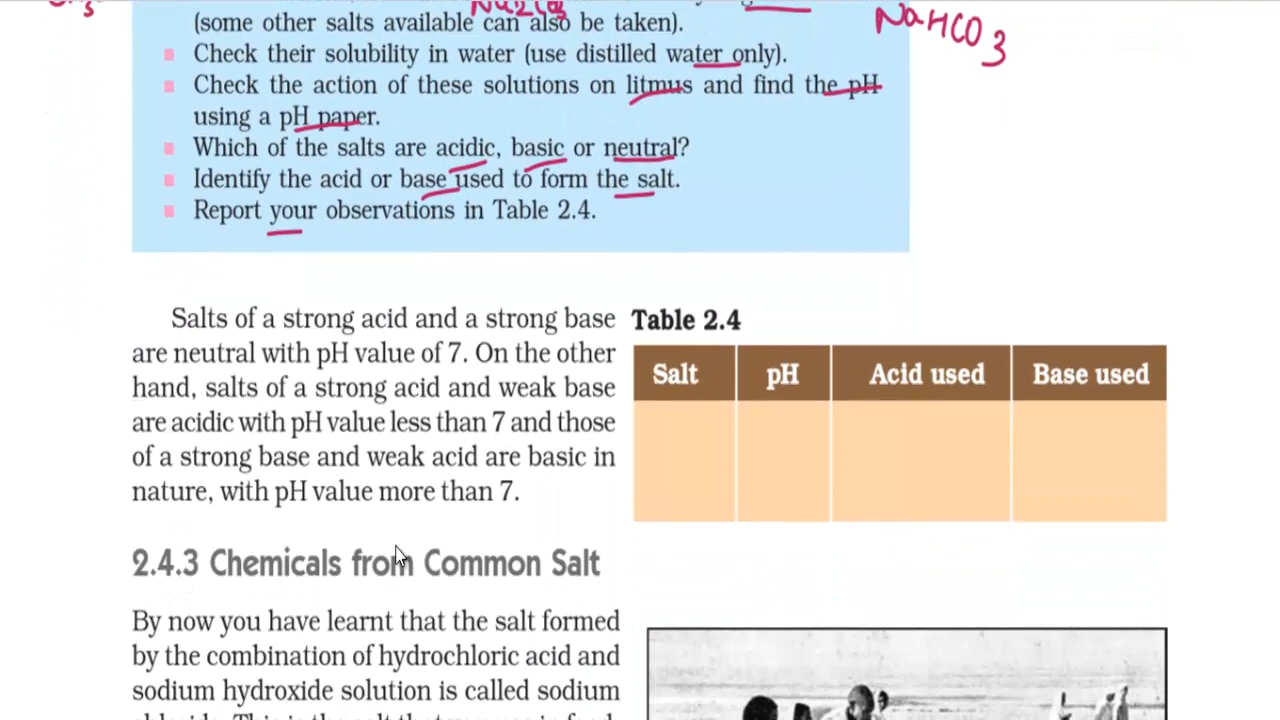 NaHCO3
(some other salts available can also be taken).
Check their solubility in water (use distilled water only).
Check the action of these solutions on litmus and find the pH
using a pH paper.
Which of the salts are acidic, basic or neutral?
Identify the acid or base used to form the salt.
Report your observations in Table 2.4.
Salts of a strong acid and a strong base
are neutral with pH value of 7. On the other
hand, salts of a strong acid and weak base
are acidic with pH value less than 7 and those
of a strong base and weak acid are basic in
nature, with pH value more than 7.
Table 2.4
Salt pH Acid used Base used
2.4.3 Chemicals from Common Salt
By now you have learnt that the salt formed
by the combination of hydrochloric acid and
sodium hydroxide solution is called sodium